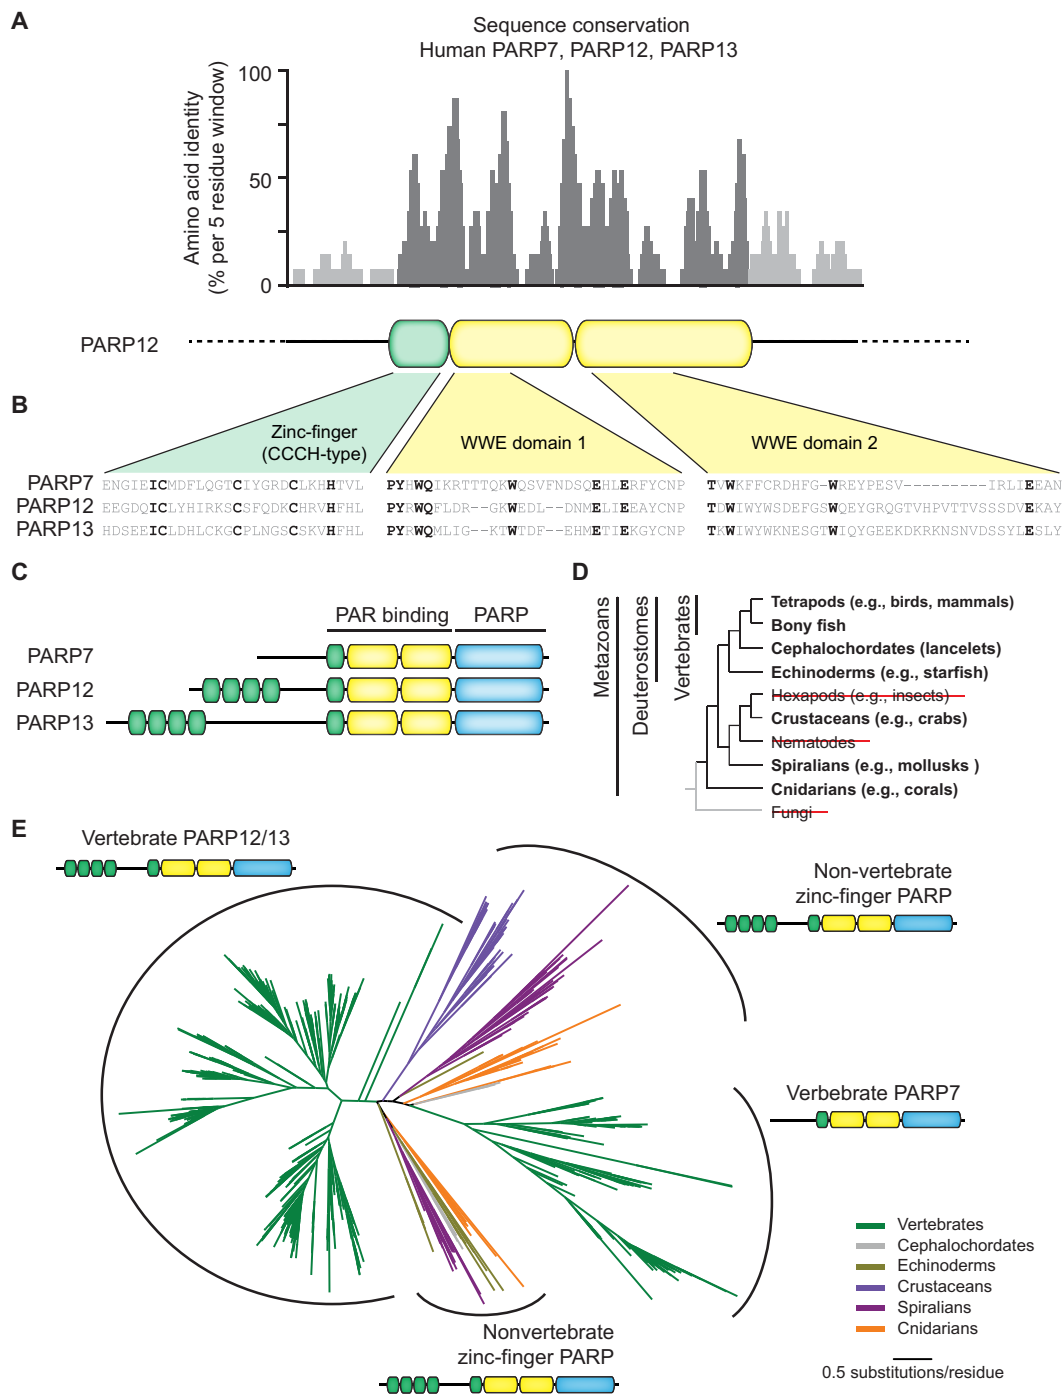 A
Sequence conservation
Human PARP7, PARP12, PARP13
Amino acid identity
(% per 5 residue window)
100
50
0
PARP12
B
Zinc-finger
(CCCH-type)
WWE domain 1
WWE domain 2
PARP7 ENGIEICMDFLQGTCIYGRDCLKHHTVL PYHWQIKRTTTQKWQSVFNDSQEHLERFYCNP TVWKFFCRDHFG-WREYPESV----------IRLIEEAN
PARP12 EEGDQICLYHIRKSCSFQDKCHRVHFHL PYRWQFLDR--GKWEDL--DNMELIEEAYCNP TDWIWYWSDEFGSWQEYGRQGTVHPVTTVSSSDVEKAY
PARP13 HDSEEICLDHLCKGCPLNGSCSKVHFHL PYRWQMLIG--KTWTDF--EHMETIEKGYCNP TKWIWYWKNESGTWIQYGEEKDKRKNSNVDSSYLESLY
C
PAR binding
PARP
PARP7
PARP12
PARP13
D
Metazoans
Deuterostomes
Vertebrates
Tetrapods (e.g., birds, mammals)
Bony fish
Cephalochordates (lancelets)
Echinoderms (e.g., starfish)
Hexapods (e.g., insects)
Crustaceans (e.g., crabs)
Nematodes
Spiralians (e.g., mollusks )
Cnidarians (e.g., corals)
Fungi
E
Vertebrate PARP12/13
Non-vertebrate
zinc-finger PARP
Verbebrate PARP7
Nonvertebrate
zinc-finger PARP
Vertebrates
Cephalochordates
Echinoderms
Crustaceans
Spiralians
Cnidarians
0.5 substitutions/residue